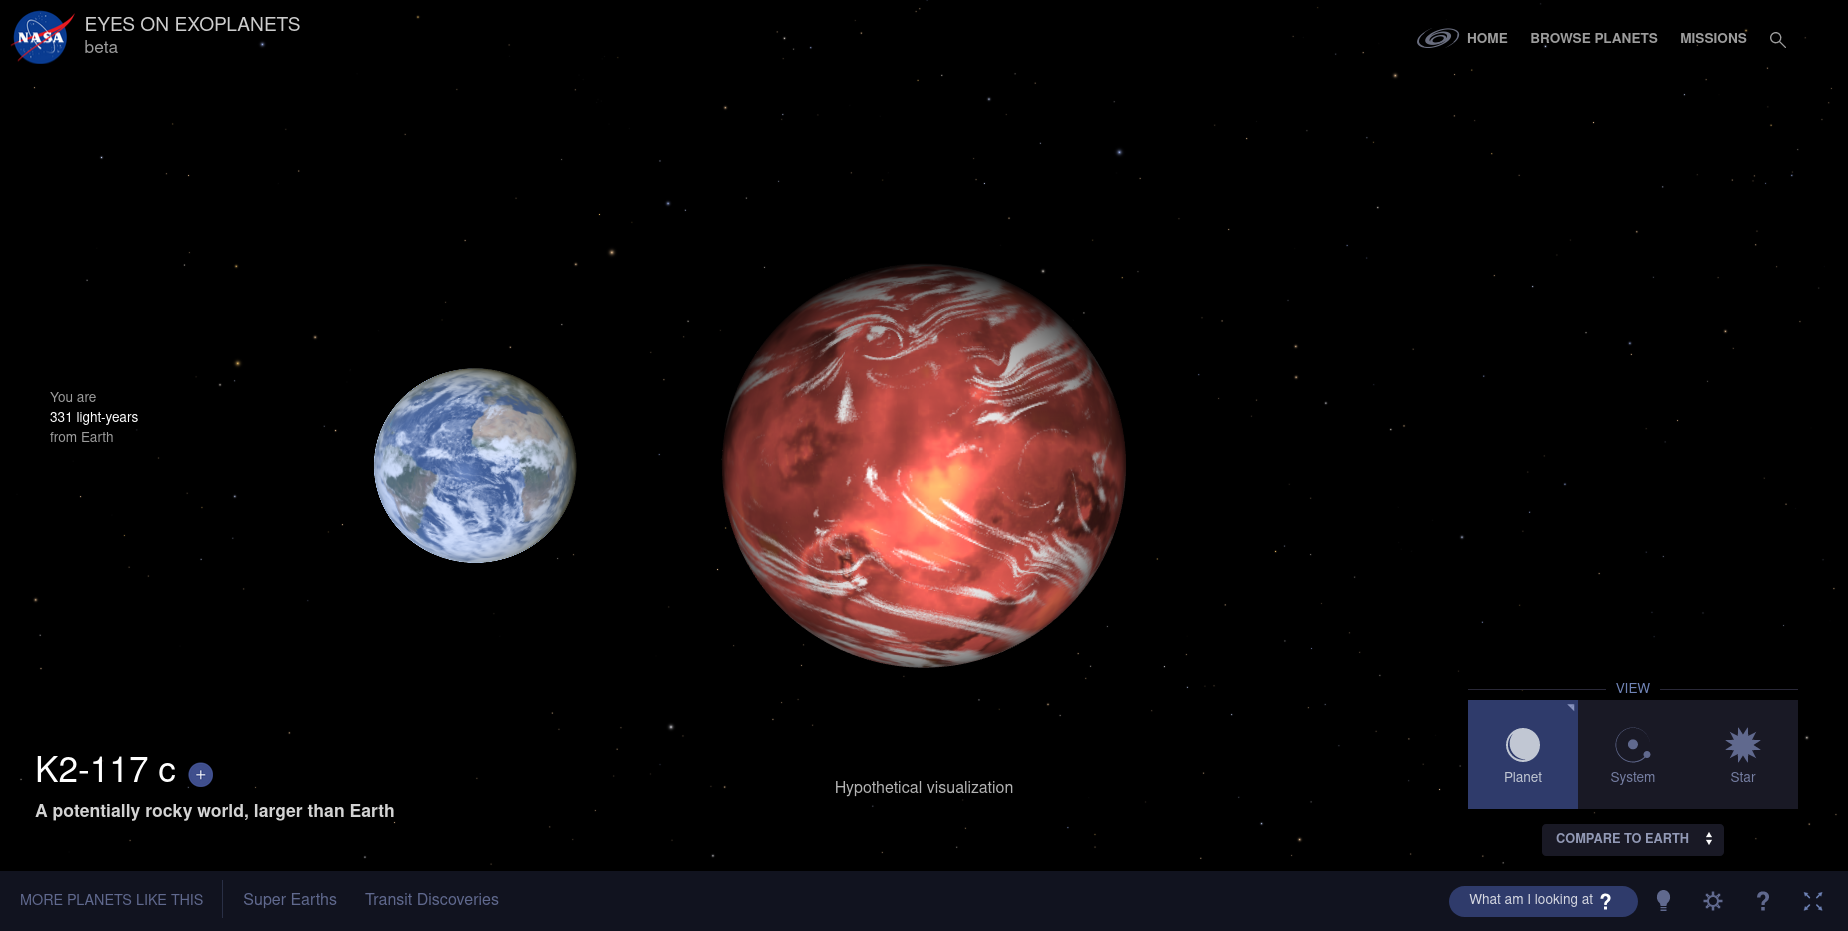 NASA
EYES ON EXOPLANETS
beta
HOME
BROWSE PLANETS
MISSIONS
You are
331 light-years
from Earth
K2-117 c +
A potentially rocky world, larger than Earth
Hypothetical visualization
VIEW
Planet
System
Star
COMPARE TO EARTH
MORE PLANETS LIKE THIS
Super Earths
Transit Discoveries
What am I looking at ?
?